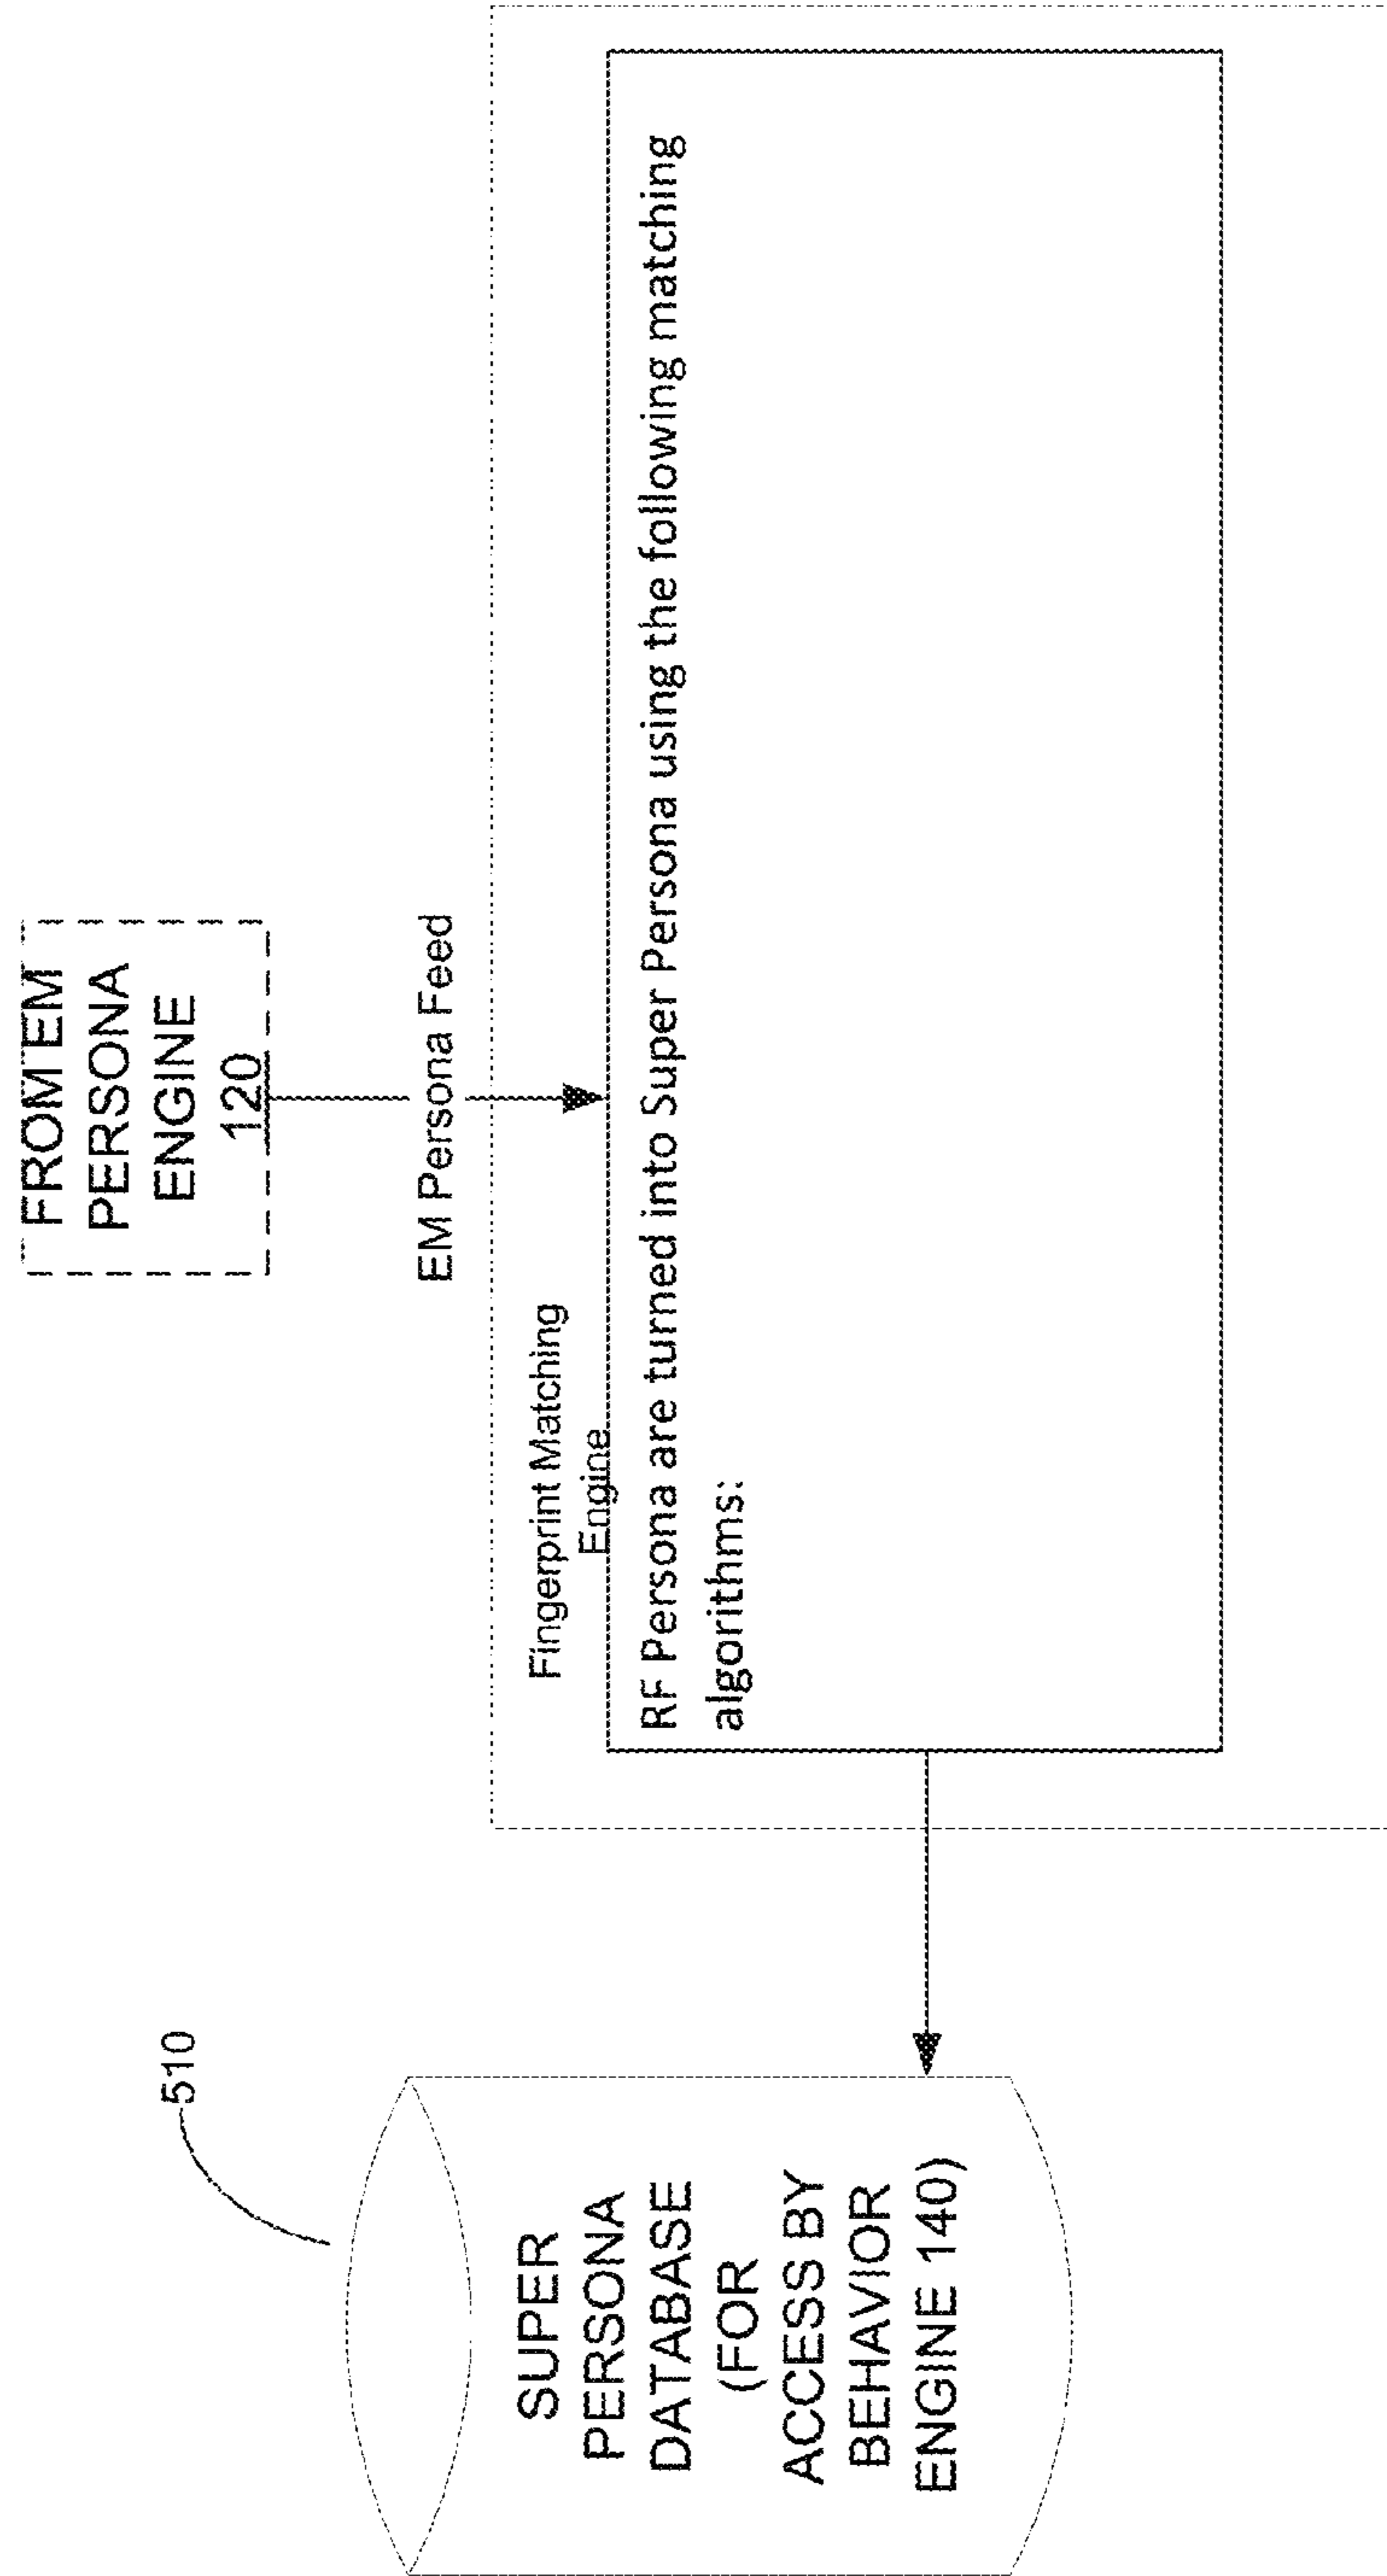 FROM EM
PERSONA
ENGINE
120
EM Persona Feed
Fingerprint Matching
Engine
RF Persona are turned into Super Persona using the following matching
algorithms:
510
SUPER
PERSONA
DATABASE
(FOR
ACCESS BY
BEHAVIOR
ENGINE 140)